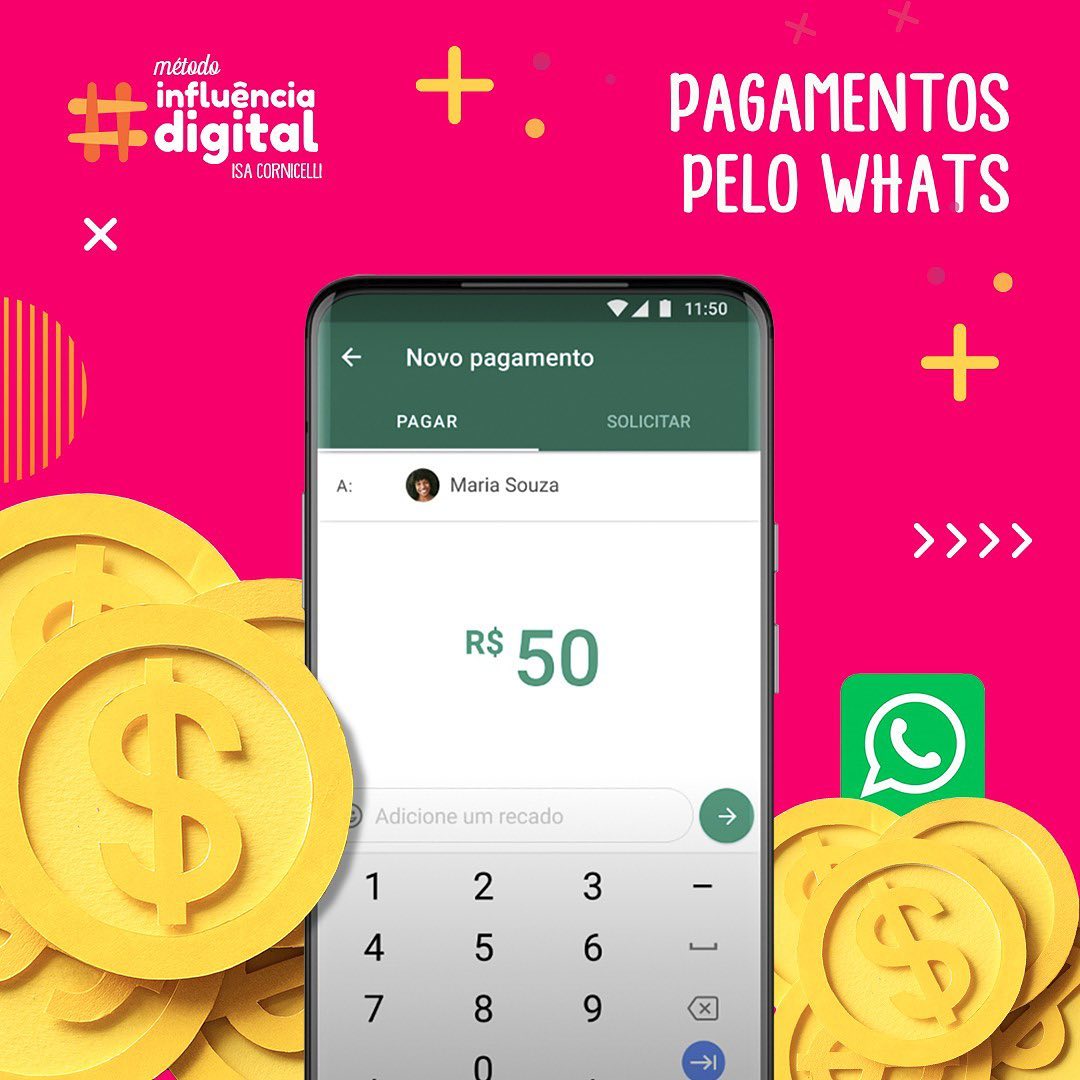 método
influência
digital
ISA CORNICELLI
PAGAMENTOS
PELO WHATS
11:50
Novo pagamento
PAGAR
SOLICITAR
A:
Maria Souza
R$ 50
Adicione um recado
1 2 3 –
4 5 6
7 8 9
. 0 ,
$
$